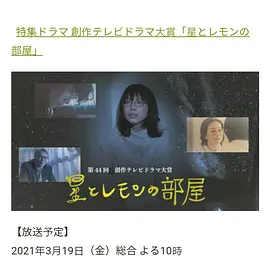 特集ドラマ 創作テレビドラマ大賞「星とレモンの
部屋」
第44回 創作テレビドラマ大賞
星とレモンの部屋
【放送予定】
2021年3月19日（金）総合 よる10時